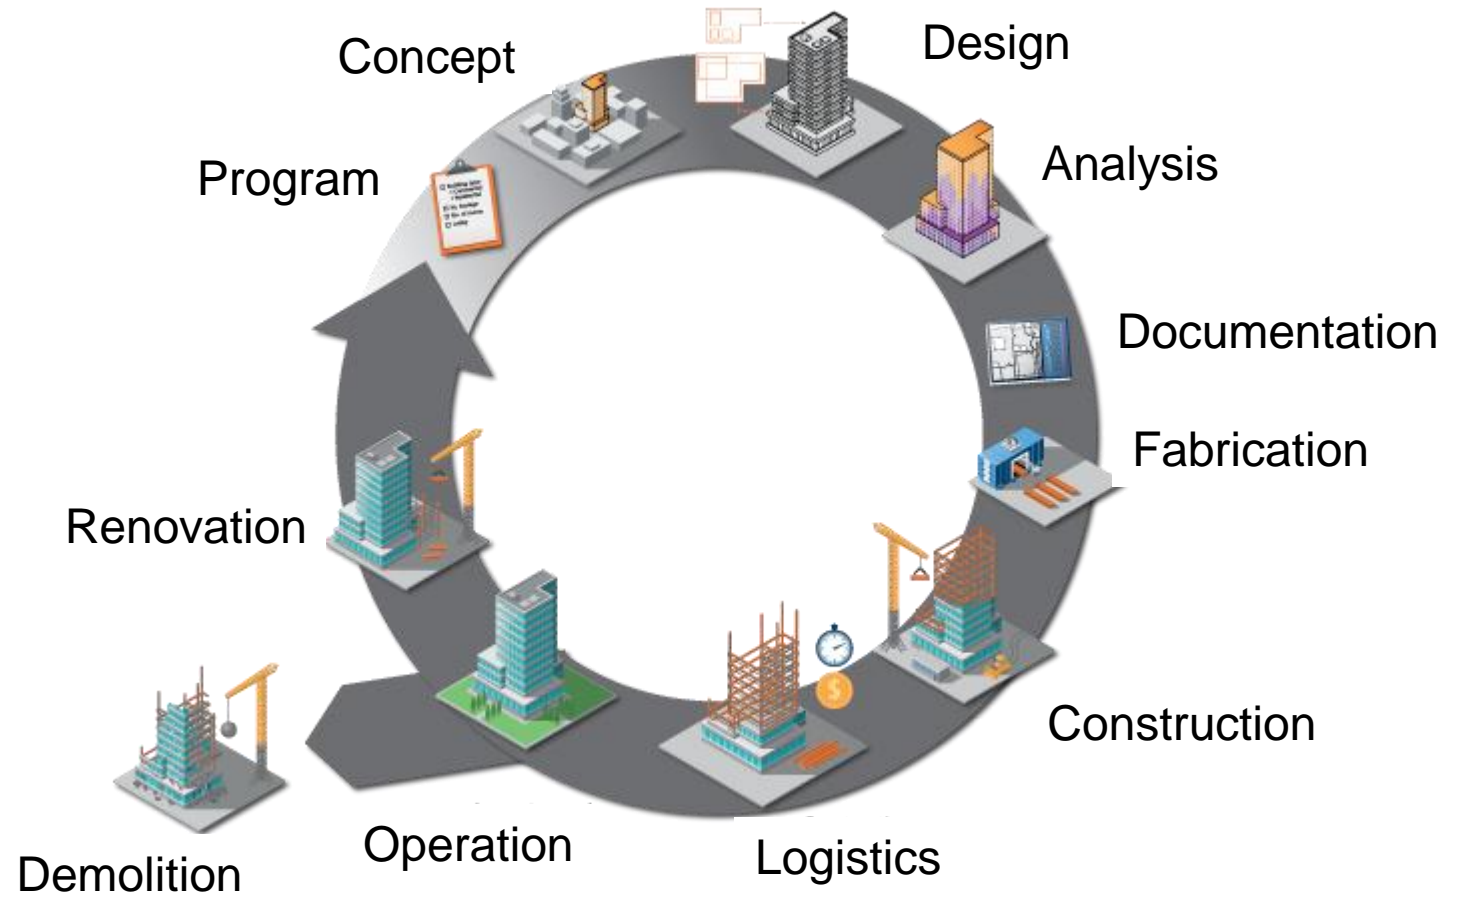 Concept
Design
Program
Analysis
Documentation
Fabrication
Renovation
Construction
Operation
Logistics
Demolition